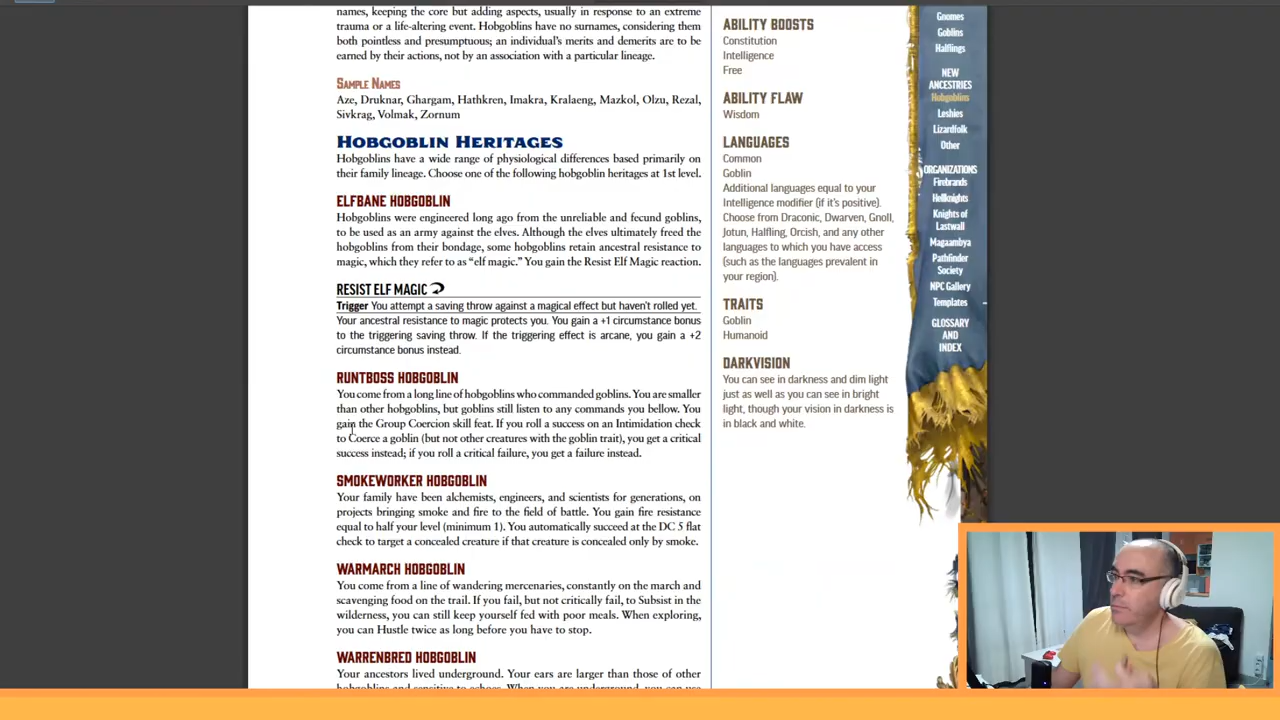 names, keeping the core but adding aspects, usually in response to an extreme
trauma or a life-altering event. Hobgoblins have no surnames, considering them
both pointless and presumptuous; an individual's merits and demerits are to be
earned by their actions, not by an association with a particular lineage.
SAMPLE NAMES
Aze, Druknar, Ghargam, Hathkren, Imakra, Kralaeng, Mazkol, Olzu, Rezal,
Sivkrag, Volmak, Zornum
HOBGOBLIN HERITAGES
Hobgoblins have a wide range of physiological differences based primarily on
their family lineage. Choose one of the following hobgoblin heritages at 1st level.
ELFBANE HOBGOBLIN
Hobgoblins were engineered long ago from the unreliable and fecund goblins,
to be used as an army against the elves. Although the elves ultimately freed the
hobgoblins from their bondage, some hobgoblins retain ancestral resistance to
magic, which they refer to as “elf magic.” You gain the Resist Elf Magic reaction.
RESIST ELF MAGIC
Trigger You attempt a saving throw against a magical effect but haven't rolled yet.
Your ancestral resistance to magic protects you. You gain a +1 circumstance bonus
to the triggering saving throw. If the triggering effect is arcane, you gain a +2
circumstance bonus instead.
RUNTBOSS HOBGOBLIN
You come from a long line of hobgoblins who commanded goblins. You are smaller
than other hobgoblins, but goblins still listen to any commands you bellow. You
gain the Group Coercion skill feat. If you roll a success on an Intimidation check
to Coerce a goblin (but not other creatures with the goblin trait), you get a critical
success instead; if you roll a critical failure, you get a failure instead.
SMOKEWORKER HOBGOBLIN
Your family have been alchemists, engineers, and scientists for generations, on
projects bringing smoke and fire to the field of battle. You gain fire resistance
equal to half your level (minimum 1). You automatically succeed at the DC 5 flat
check to target a concealed creature if that creature is concealed only by smoke.
WARMARCH HOBGOBLIN
You come from a line of wandering mercenaries, constantly on the march and
scavenging food on the trail. If you fail, but not critically fail, to Subsist in the
wilderness, you can still keep yourself fed with poor meals. When exploring,
you can Hustle twice as long before you have to stop.
WARRENBRED HOBGOBLIN
Your ancestors lived underground. Your ears are larger than those of other
hobgoblins and sensitive to echoes. When you are underground, you can use
ABILITY BOOSTS
Constitution
Intelligence
Free
ABILITY FLAW
Wisdom
LANGUAGES
Common
Goblin
Additional languages equal to your
Intelligence modifier (if it's positive).
Choose from Draconic, Dwarven, Gnoll,
Jotun, Halfling, Orcish, and any other
languages to which you have access
(such as the languages prevalent in
your region).
TRAITS
Goblin
Humanoid
DARKVISION
You can see in darkness and dim light
just as well as you can see in bright
light, though your vision in darkness is
in black and white.
Gnomes
Goblins
Halflings
NEW
ANCESTRIES
Hobgoblins
Leshies
Lizardfolk
Other
ORGANIZATIONS
Firebrands
Hellknights
Knights of
Lastwall
Magaambya
Pathfinder
Society
NPC Gallery
Templates
GLOSSARY
AND
INDEX